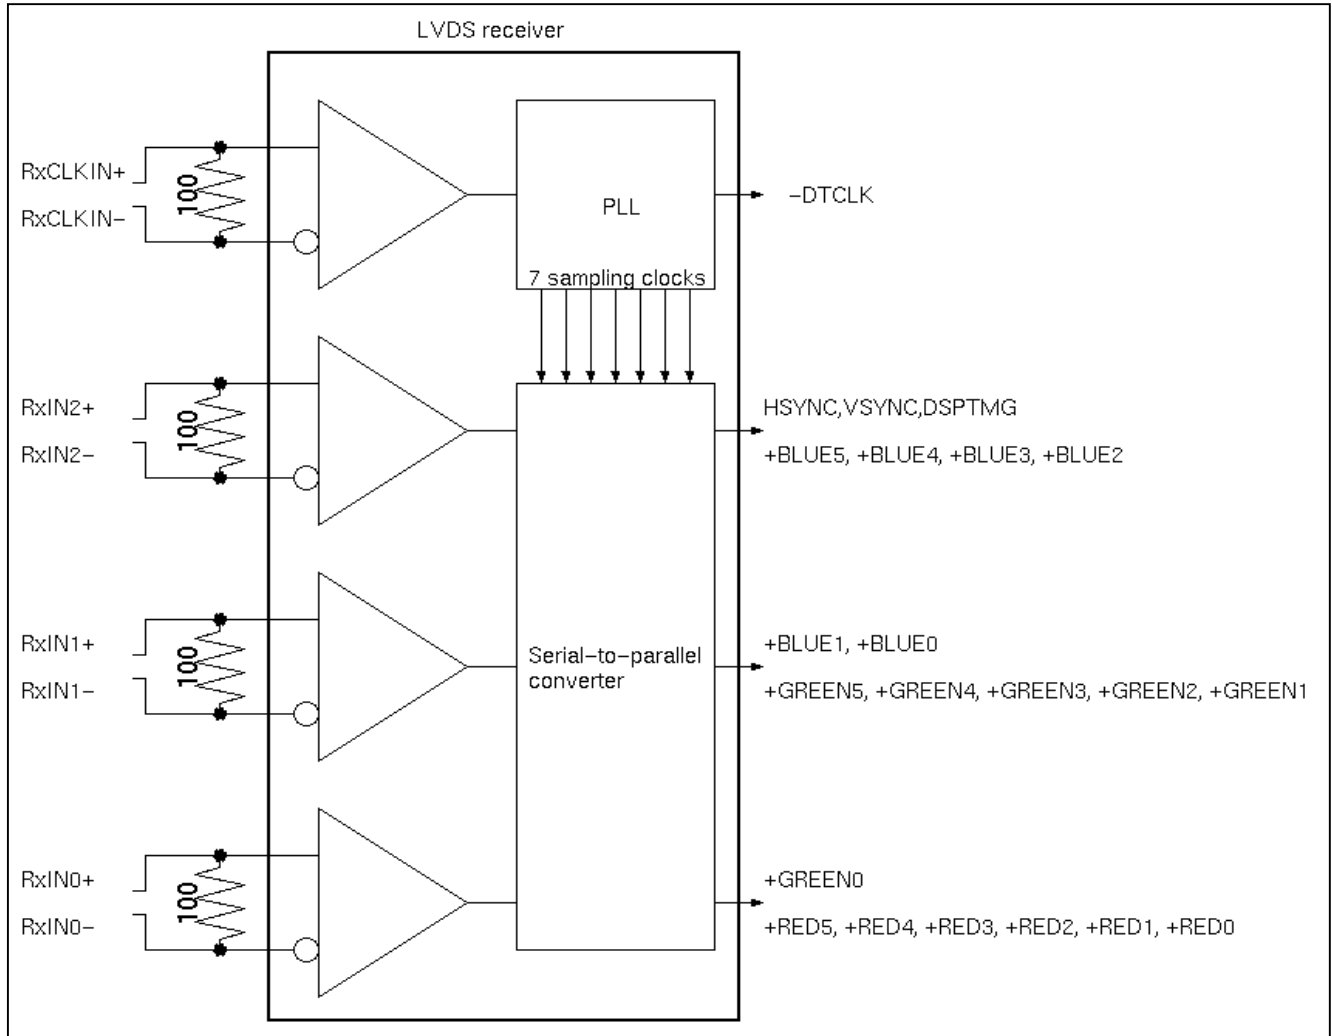 LVDS receiver
RxCLKIN+
RxCLKIN−
100
PLL
7 sampling clocks
−DTCLK
RxIN2+
RxIN2−
100
HSYNC,VSYNC,DSPTMG
+BLUE5, +BLUE4, +BLUE3, +BLUE2
RxIN1+
RxIN1−
100
Serial−to−parallel
converter
+BLUE1, +BLUE0
+GREEN5, +GREEN4, +GREEN3, +GREEN2, +GREEN1
RxIN0+
RxIN0−
100
+GREEN0
+RED5, +RED4, +RED3, +RED2, +RED1, +RED0